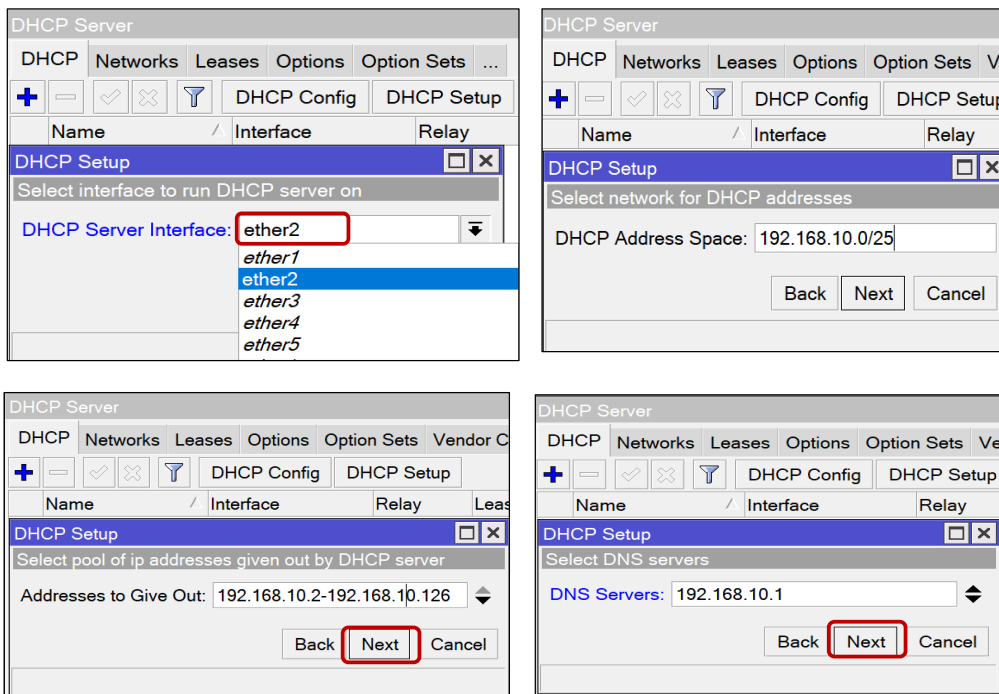 DHCP Server
DHCP Networks Leases Options Option Sets ...
DHCP Config DHCP Setup
Name Interface Relay
DHCP Setup
Select interface to run DHCP server on
DHCP Server Interface: ether2
ether1
ether2
ether3
ether4
ether5
DHCP Server
DHCP Networks Leases Options Option Sets V
DHCP Config DHCP Setup
Name Interface Relay
DHCP Setup
Select network for DHCP addresses
DHCP Address Space: 192.168.10.0/25
Back Next Cancel
DHCP Server
DHCP Networks Leases Options Option Sets Vendor C
DHCP Config DHCP Setup
Name Interface Relay Leas
DHCP Setup
Select pool of ip addresses given out by DHCP server
Addresses to Give Out: 192.168.10.2-192.168.10.126
Back Next Cancel
DHCP Server
DHCP Networks Leases Options Option Sets Ve
DHCP Config DHCP Setup
Name Interface Relay
DHCP Setup
Select DNS servers
DNS Servers: 192.168.10.1
Back Next Cancel